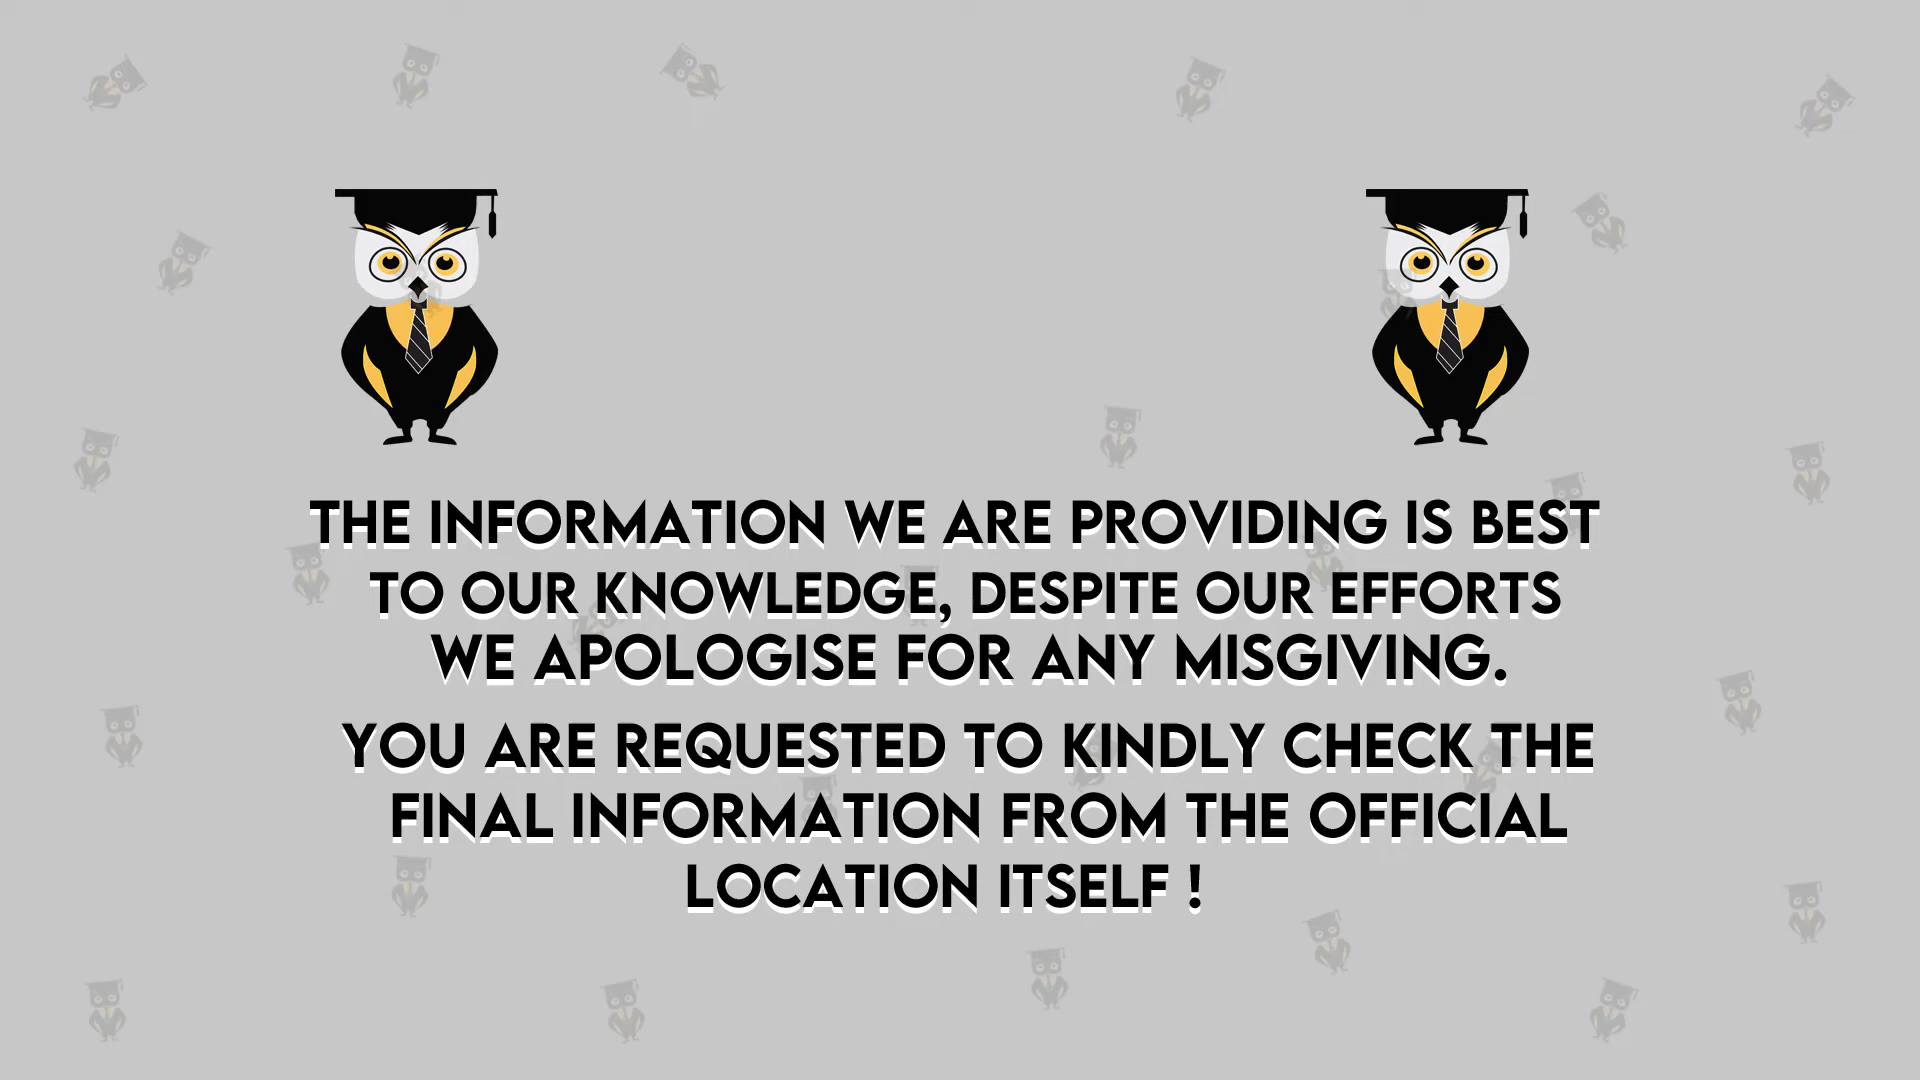 THE INFORMATION WE ARE PROVIDING IS BEST
TO OUR KNOWLEDGE, DESPITE OUR EFFORTS
WE APOLOGISE FOR ANY MISGIVING.
YOU ARE REQUESTED TO KINDLY CHECK THE
FINAL INFORMATION FROM THE OFFICIAL
LOCATION ITSELF !